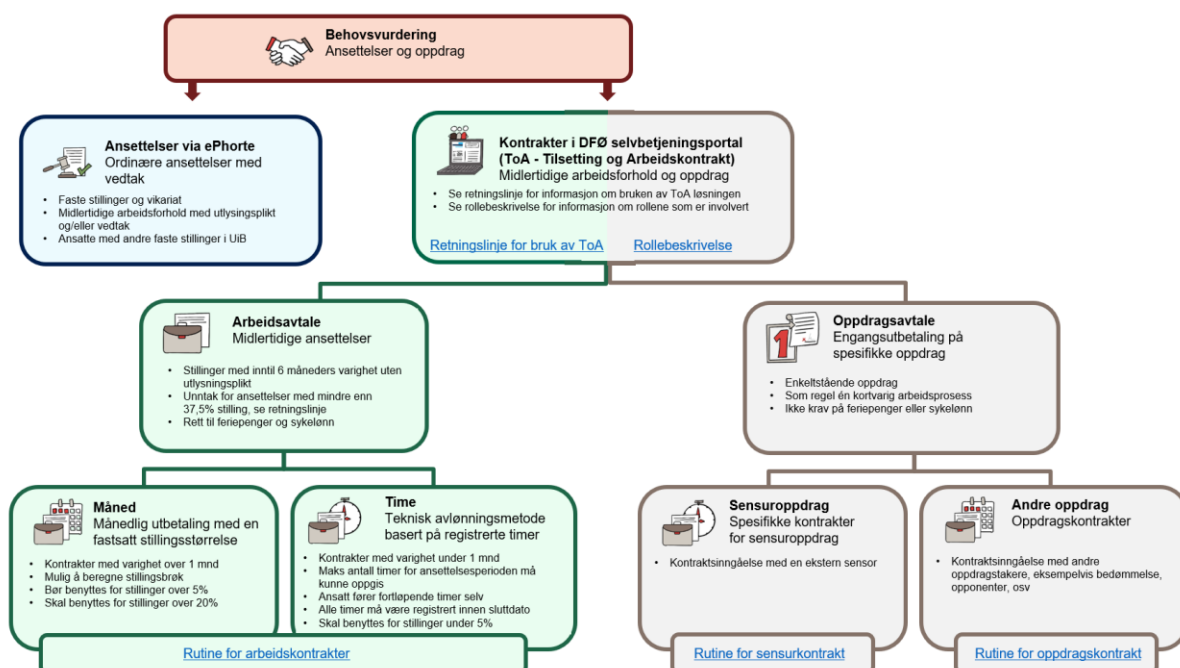 Behovsvurdering
Ansettelser og oppdrag
Ansettelser via ePhorte
Ordinære ansettelser med
vedtak
• Faste stillinger og vikariat
• Midlertidige arbeidsforhold med utlysingsplikt
og/eller vedtak
• Ansatte med andre faste stillinger i UiB
Kontrakter i DFØ selvbetjeningsportal
(ToA - Tilsetting og Arbeidskontrakt)
Midlertidige arbeidsforhold og oppdrag
• Se retningslinje for informasjon om bruken av ToA løsningen
• Se rollebeskrivelse for informasjon om rollene som er involvert
Retningslinje for bruk av ToA
Rollebeskrivelse
Arbeidsavtale
Midlertidige ansettelser
• Stillinger med inntil 6 måneders varighet uten
utlysningsplikt
• Unntak for ansettelser med mindre enn
37,5% stilling, se retningslinje
• Rett til feriepenger og sykelønn
1
Oppdragsavtale
Engangsutbetaling på
spesifikke oppdrag
• Enkeltstående oppdrag
• Som regel én kortvarig arbeidsprosess
• Ikke krav på feriepenger eller sykelønn
Måned
Månedlig utbetaling med en
fastsatt stillingsstørrelse
• Kontrakter med varighet over 1 mnd
• Mulig å beregne stillingsbrøk
• Bør benyttes for stillinger over 5%
• Skal benyttes for stillinger over 20%
Time
Teknisk avlønningsmetode
basert på registrerte timer
• Kontrakter med varighet under 1 mnd
• Maks antall timer for ansettelsesperioden må
kunne oppgis
• Ansatt fører fortløpende timer selv
• Alle timer må være registrert innen sluttdato
• Skal benyttes for stillinger under 5%
Rutine for arbeidskontrakter
Sensuroppdrag
Spesifikke kontrakter
for sensuroppdrag
• Kontraktsinngåelse med en ekstern sensor
Rutine for sensurkontrakt
Andre oppdrag
Oppdragskontrakter
• Kontraktsinngåelse med andre
oppdragstakere, eksempelvis bedømmelse,
opponenter, osv
Rutine for oppdragskontrakt